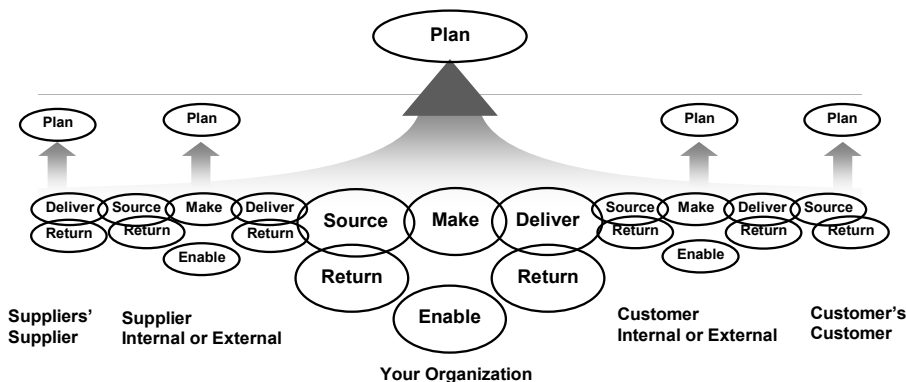 Plan
Plan
Plan
Plan
Plan
Deliver Source Make Deliver Source Make Deliver Source Make Deliver Source
Return Return Return Return Return Return Return Return
Enable Enable Enable
Suppliers’
Supplier
Supplier
Internal or External
Your Organization
Customer
Internal or External
Customer’s
Customer